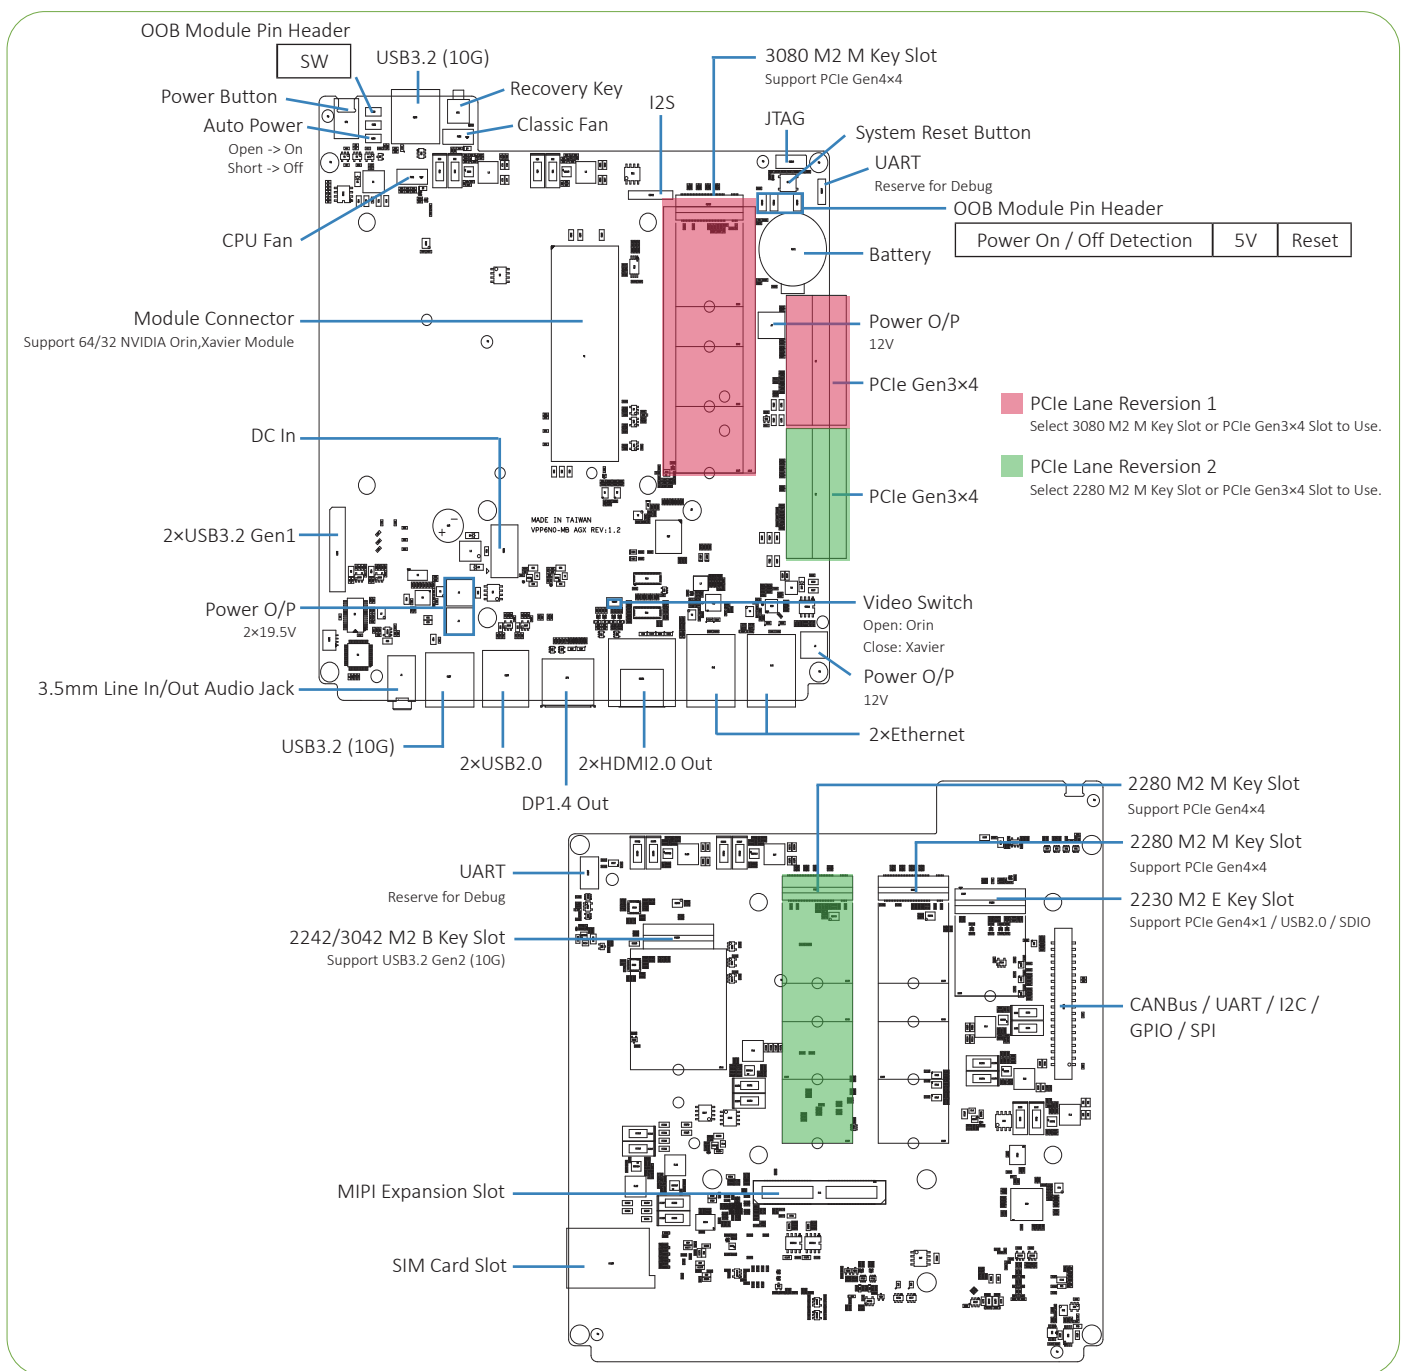 OOB Module Pin Header
SW
USB3.2 (10G)
Power Button
Auto Power
Open -> On
Short -> Off
Recovery Key
Classic Fan
I2S
3080 M2 M Key Slot
Support PCIe Gen4×4
JTAG
System Reset Button
UART
Reserve for Debug
OOB Module Pin Header
Power On / Off Detection
5V
Reset
CPU Fan
Battery
Module Connector
Support 64/32 NVIDIA Orin,Xavier Module
Power O/P
12V
PCIe Gen3×4
PCIe Lane Reversion 1
Select 3080 M2 M Key Slot or PCIe Gen3×4 Slot to Use.
DC In
PCIe Lane Reversion 2
Select 2280 M2 M Key Slot or PCIe Gen3×4 Slot to Use.
PCIe Gen3×4
MADE IN TAIWAN
VPP6N0-MB AGX REV:1.2
2×USB3.2 Gen1
Power O/P
2×19.5V
Video Switch
Open: Orin
Close: Xavier
3.5mm Line In/Out Audio Jack
Power O/P
12V
USB3.2 (10G)
2×USB2.0
DP1.4 Out
2×HDMI2.0 Out
2×Ethernet
2280 M2 M Key Slot
Support PCIe Gen4×4
2280 M2 M Key Slot
Support PCIe Gen4×4
UART
Reserve for Debug
2230 M2 E Key Slot
Support PCIe Gen4×1 / USB2.0 / SDIO
2242/3042 M2 B Key Slot
Support USB3.2 Gen2 (10G)
CANBus / UART / I2C /
GPIO / SPI
MIPI Expansion Slot
SIM Card Slot